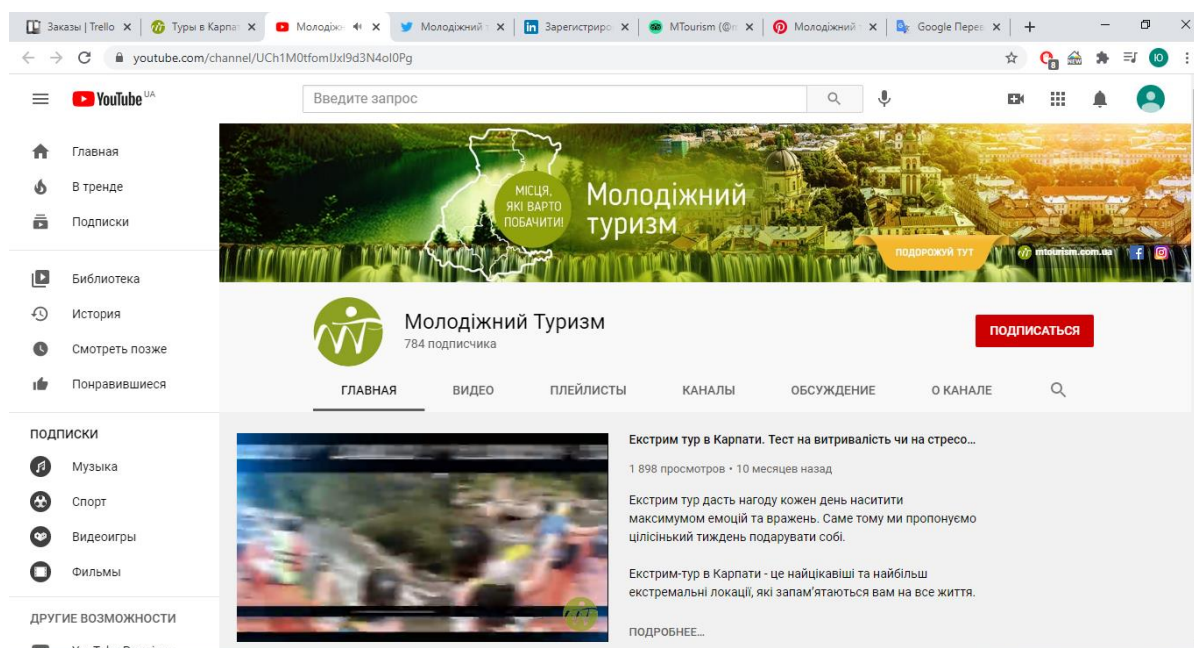 Заказы | Trello
Туры в Карпат
Молодіжн
Молодіжний т
Зарегистриро
MTourism (@m
Молодіжний т
Google Перев
youtube.com/channel/UCh1M0tfomIJxI9d3N4oI0Pg
8
Ю
YouTube UA
Введите запрос
Главная
В тренде
Подписки
Библиотека
История
Смотреть позже
Понравившиеся
ПОДПИСКИ
Музыка
Спорт
Видеоигры
Фильмы
ДРУГИЕ ВОЗМОЖНОСТИ
МІСЦЯ,
ЯКІ ВАРТО
ПОБАЧИТИ!
Молодіжний
туризм
ПОДОРОЖУЙ ТУТ
mtourism.com.ua
Молодіжний Туризм
784 подписчика
ПОДПИСАТЬСЯ
ГЛАВНАЯ ВИДЕО ПЛЕЙЛИСТЫ КАНАЛЫ ОБСУЖДЕНИЕ О КАНАЛЕ
Екстрим тур в Карпати. Тест на витривалість чи на стресо...
1 898 просмотров • 10 месяцев назад
Екстрим тур дасть нагоду кожен день наситити
максимумом емоцій та вражень. Саме тому ми пропонуємо
цілісінький тиждень подарувати собі.
Екстрим-тур в Карпати - це найцікавіші та найбільш
екстремальні локації, які запам'ятаються вам на все життя.
ПОДРОБНЕЕ...